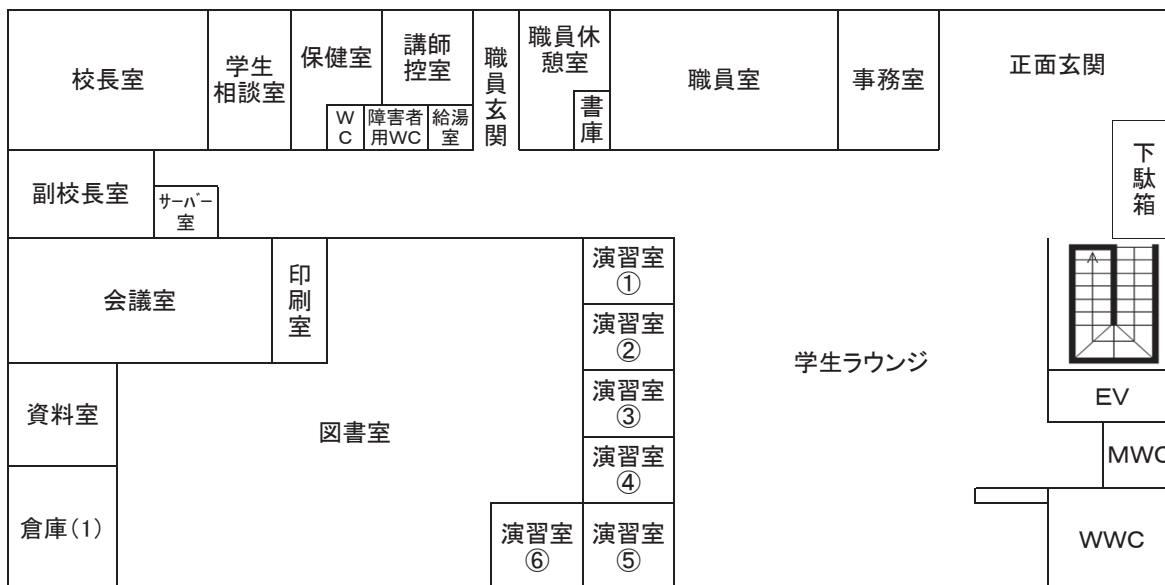 校長室
学生
相談室
保健室
講師
控室
職員玄関
職員休
憩室
職員室
事務室
正面玄関
WC
障害者
用WC
給湯
室
書庫
下駄箱
副校長室
サーバー
室
会議室
印刷室
演習室
①
演習室
②
学生ラウンジ
演習室
③
EV
資料室
図書室
演習室
④
MWC
倉庫(1)
演習室
⑥
演習室
⑤
WWC